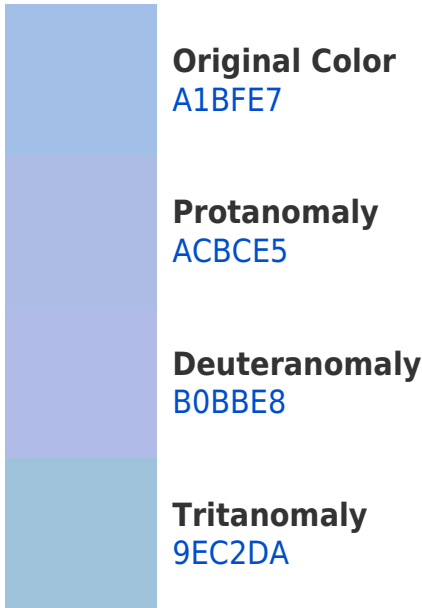 Original Color
A1BFE7
Protanomaly
ACBCE5
Deuteranomaly
B0BBE8
Tritanomaly
9EC2DA